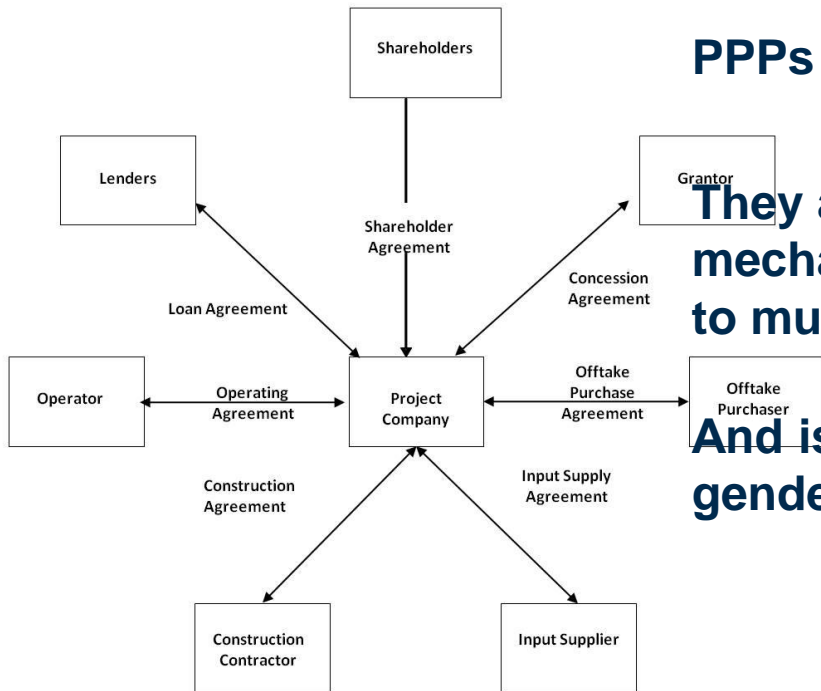 Shareholders
PPPs
Lenders
Grantor
They a
mecha
to mu
Shareholder
Agreement
Concession
Agreement
Loan Agreement
Operator
Operating
Agreement
Project
Company
Offtake
Purchase
Agreement
Offtake
Purchaser
And is
gende
Construction
Agreement
Input Supply
Agreement
Construction
Contractor
Input Supplier